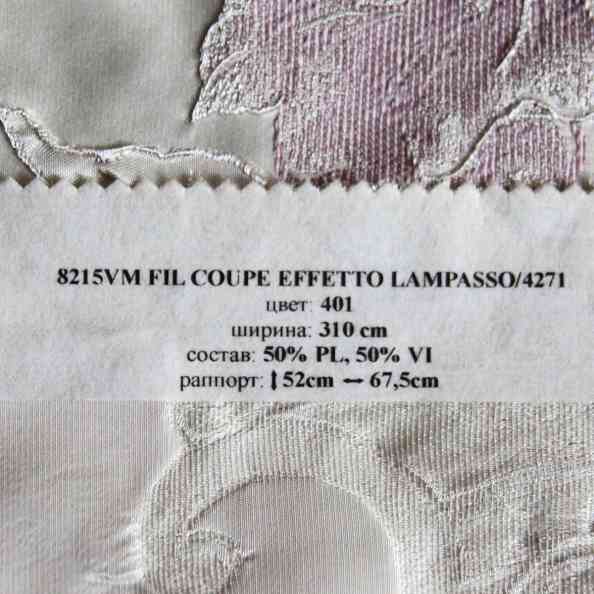 8215VM FIL COUPE EFFETTO LAMPASSO/4271
цвет: 401
ширина: 310 cm
состав: 50% PL, 50% VI
раппорт: ↕52cm ↔ 67,5cm